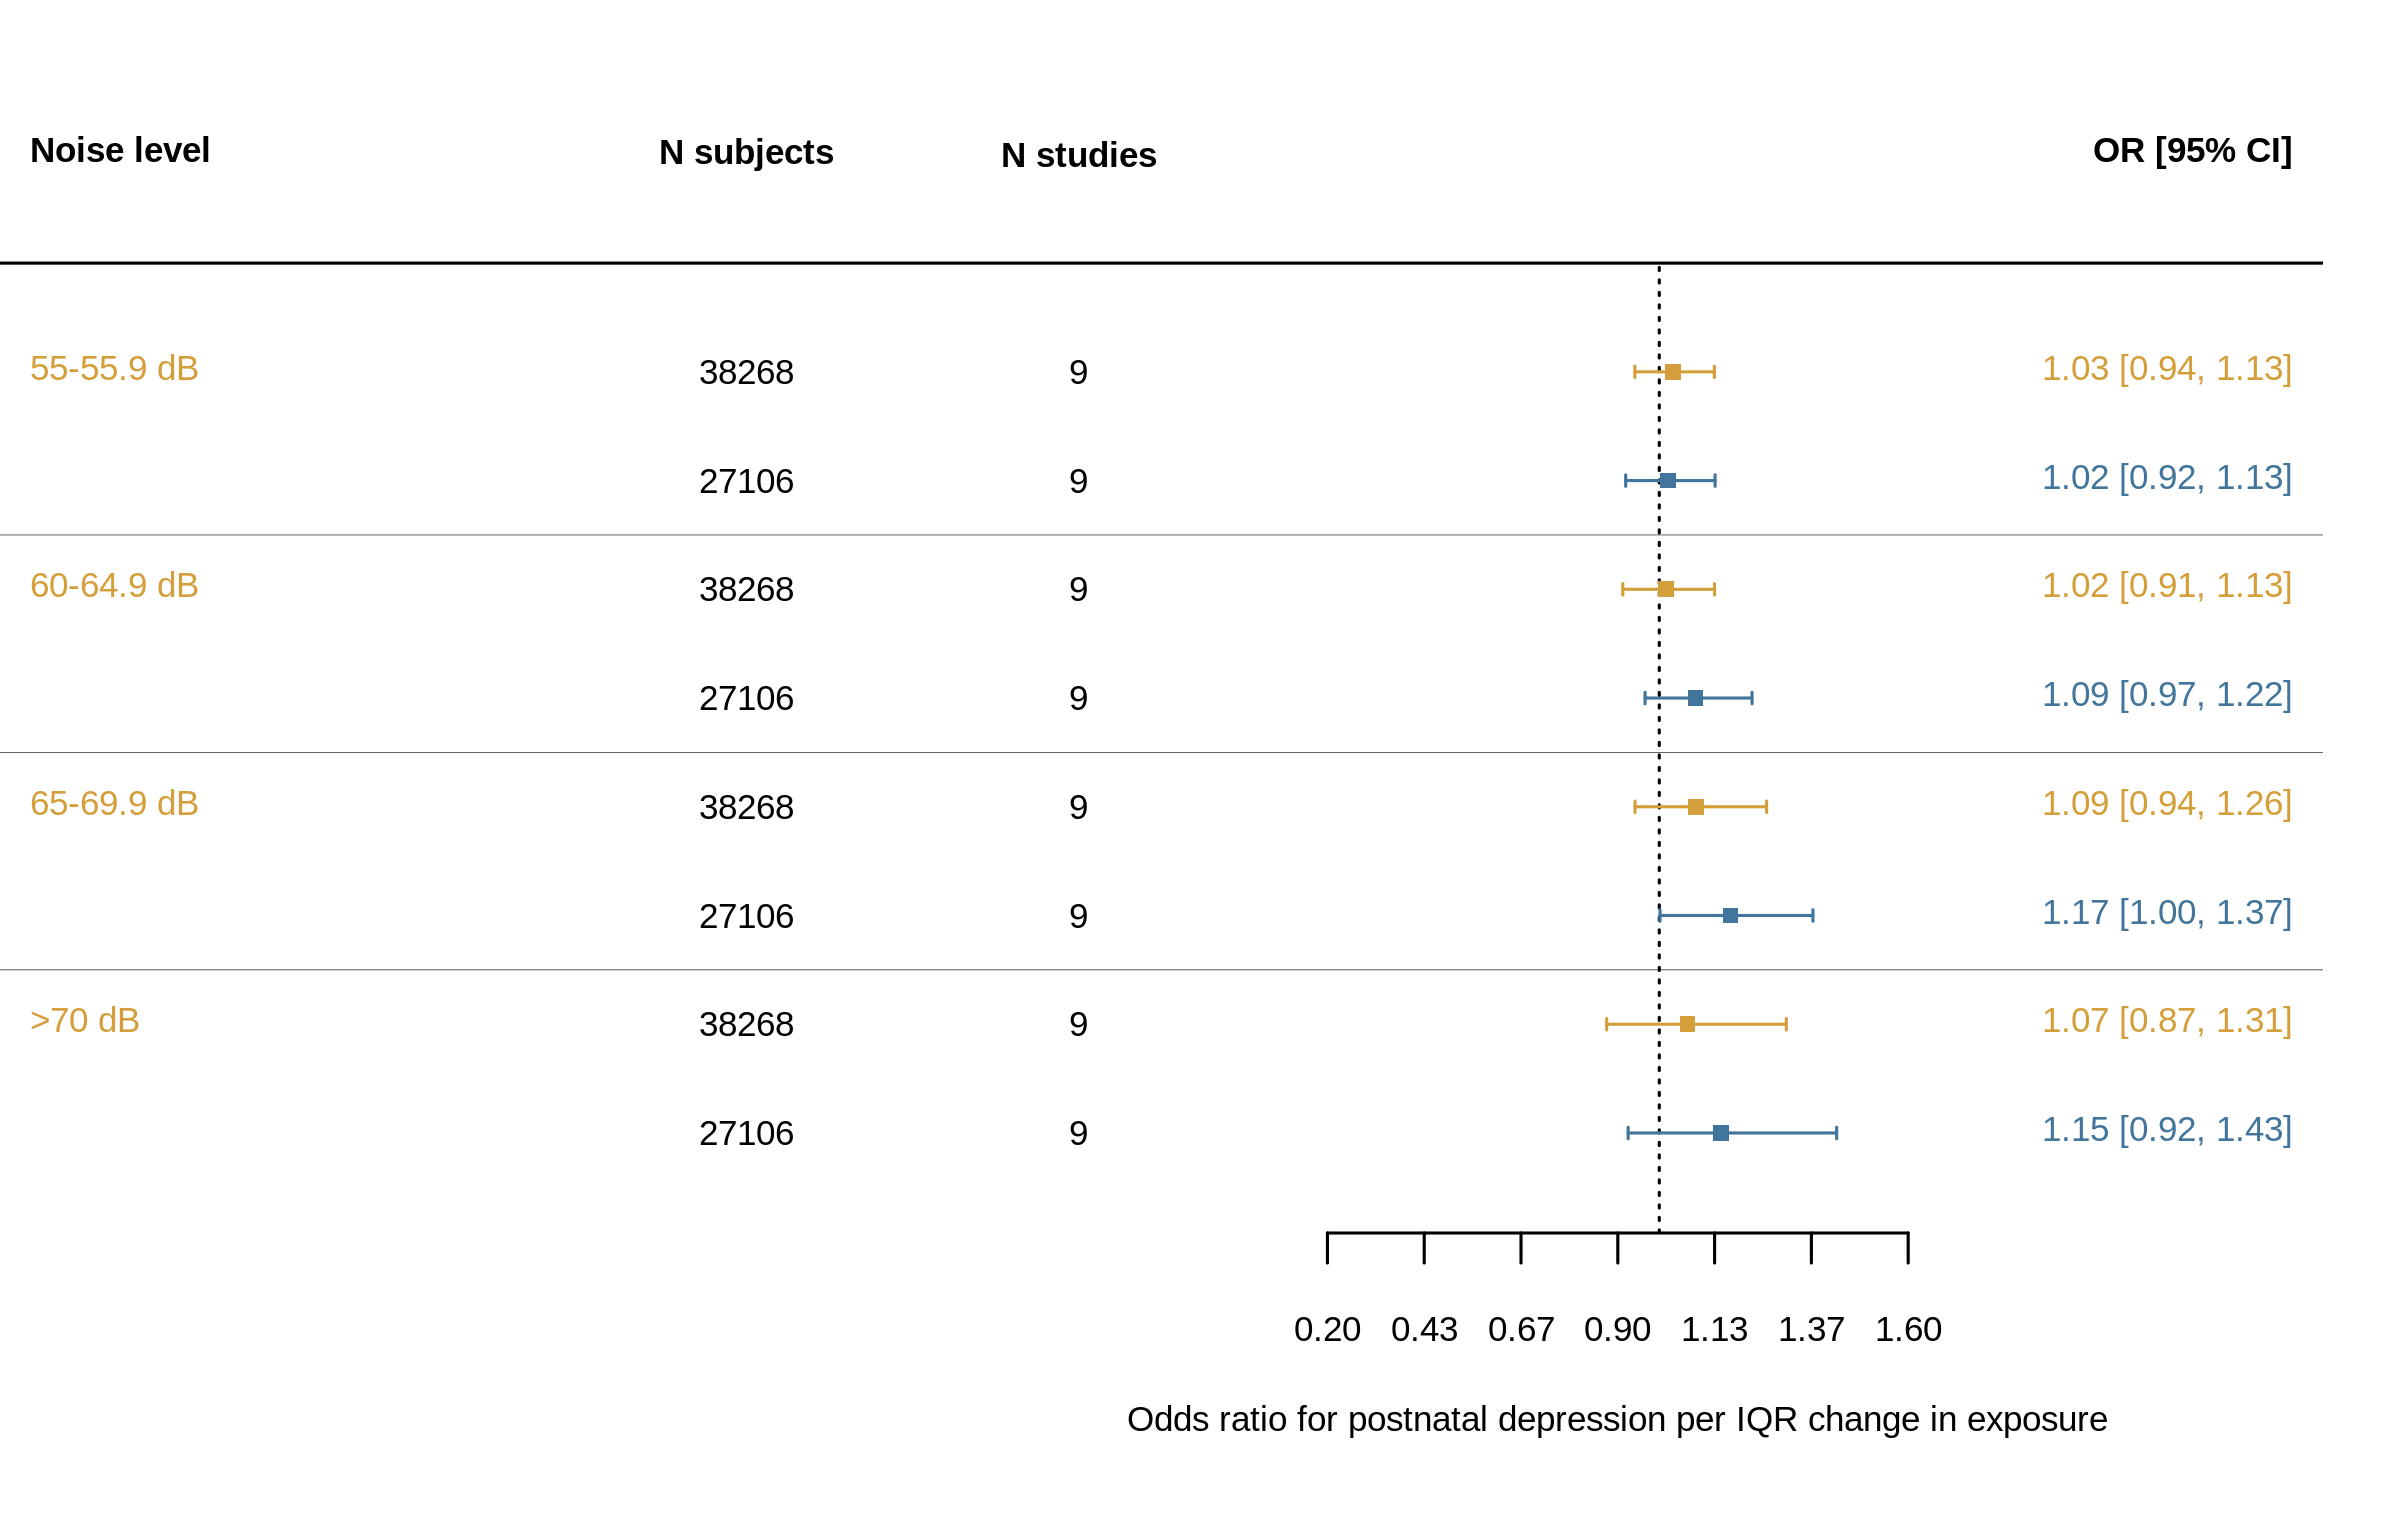 Noise level N subjects N studies OR [95% CI]
55-55.9 dB 38268 9 1.03 [0.94, 1.13]
27106 9 1.02 [0.92, 1.13]
60-64.9 dB 38268 9 1.02 [0.91, 1.13]
27106 9 1.09 [0.97, 1.22]
65-69.9 dB 38268 9 1.09 [0.94, 1.26]
27106 9 1.17 [1.00, 1.37]
>70 dB 38268 9 1.07 [0.87, 1.31]
27106 9 1.15 [0.92, 1.43]
0.20 0.43 0.67 0.90 1.13 1.37 1.60
Odds ratio for postnatal depression per IQR change in exposure